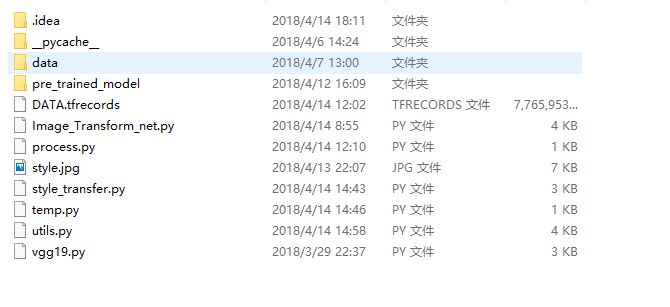 .idea 2018/4/14 18:11 文件夹
__pycache__ 2018/4/6 14:24 文件夹
data 2018/4/7 13:00 文件夹
pre_trained_model 2018/4/12 16:09 文件夹
DATA.tfrecords 2018/4/14 12:02 TFRECORDS 文件 7,765,953...
Image_Transform_net.py 2018/4/14 8:55 PY 文件 4 KB
process.py 2018/4/14 12:10 PY 文件 1 KB
style.jpg 2018/4/13 22:07 JPG 文件 7 KB
style_transfer.py 2018/4/14 14:43 PY 文件 3 KB
temp.py 2018/4/14 14:46 PY 文件 1 KB
utils.py 2018/4/14 14:58 PY 文件 4 KB
vgg19.py 2018/3/29 22:37 PY 文件 3 KB